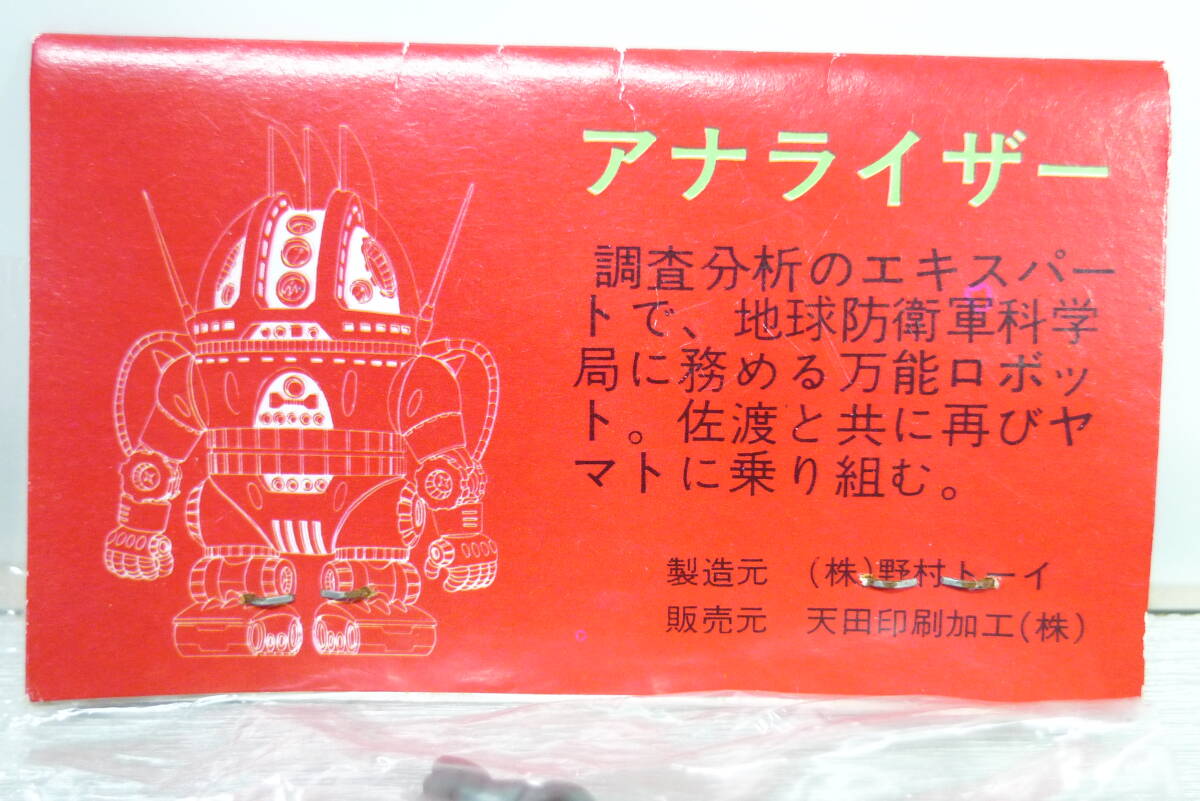 アナライザー
調査分析のエキスパー
トで、地球防衛軍科学
局に務める万能ロボッ
ト。佐渡と共に再びヤ
マトに乗り組む。
製造元 (株)野村トーイ
販売元 天田印刷加工(株)